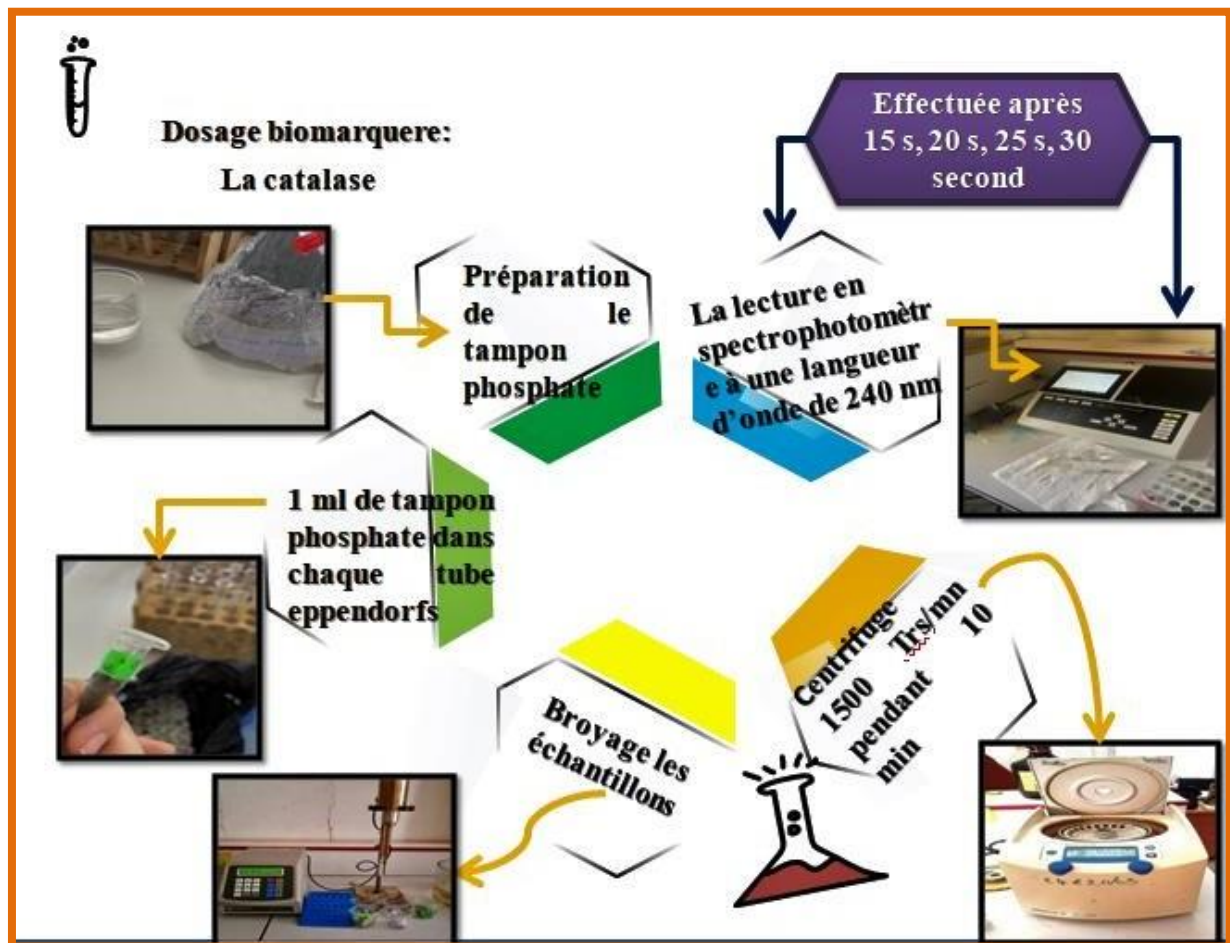 Dosage biomarquere:
La catalase
Effectuée après
15 s, 20 s, 25 s, 30
second
Préparation
de le
tampon
phosphate
La lecture en
spectrophotomètr
e à une langueur
d’onde de 240 nm
1 ml de tampon
phosphate dans
chaque tube
eppendorfs
Broyage les
échantillons
Centrifuge
1500 Trs/mn
pendant 10
min